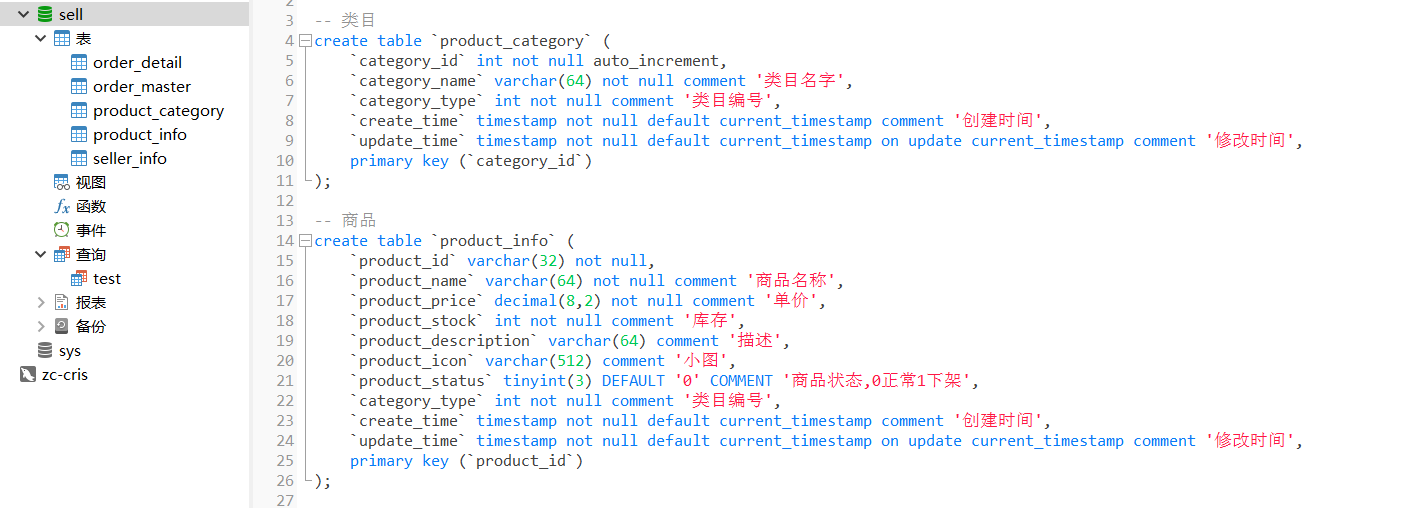 sell
表
order_detail
order_master
product_category
product_info
seller_info
视图
fx 函数
事件
查询
test
报表
备份
sys
zc-cris
2
3 -- 类目
4 create table `product_category` (
5 `category_id` int not null auto_increment,
6 `category_name` varchar(64) not null comment '类目名字',
7 `category_type` int not null comment '类目编号',
8 `create_time` timestamp not null default current_timestamp comment '创建时间',
9 `update_time` timestamp not null default current_timestamp on update current_timestamp comment '修改时间',
10 primary key (`category_id`)
11 );
12
13 -- 商品
14 create table `product_info` (
15 `product_id` varchar(32) not null,
16 `product_name` varchar(64) not null comment '商品名称',
17 `product_price` decimal(8,2) not null comment '单价',
18 `product_stock` int not null comment '库存',
19 `product_description` varchar(64) comment '描述',
20 `product_icon` varchar(512) comment '小图',
21 `product_status` tinyint(3) DEFAULT '0' COMMENT '商品状态,0正常1下架',
22 `category_type` int not null comment '类目编号',
23 `create_time` timestamp not null default current_timestamp comment '创建时间',
24 `update_time` timestamp not null default current_timestamp on update current_timestamp comment '修改时间',
25 primary key (`product_id`)
26 );
27